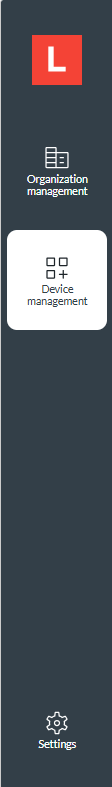 L
Organization
management
Device
management
Settings